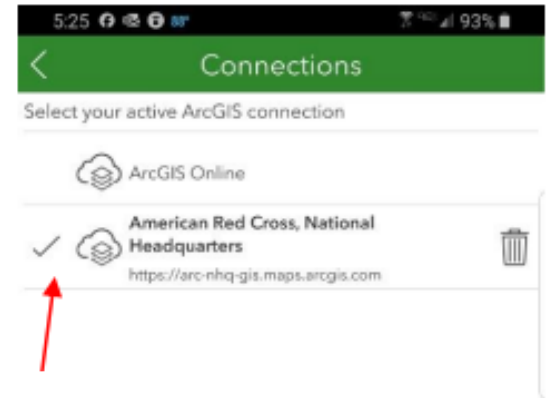 5:25 88° 93%
Connections
Select your active ArcGIS connection
ArcGIS Online
American Red Cross, National
Headquarters
https://arc-nhq-gis.maps.arcgis.com